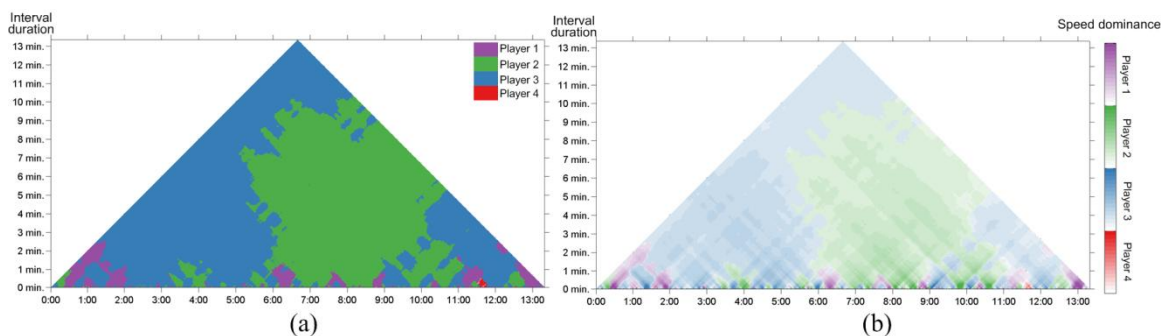 Interval
duration
13 min.
12 min.
11 min.
10 min.
9 min.
8 min.
7 min.
6 min.
5 min.
4 min.
3 min.
2 min.
1 min.
0 min.
0:00 1:00 2:00 3:00 4:00 5:00 6:00 7:00 8:00 9:00 10:00 11:00 12:00 13:00
Player 1
Player 2
Player 3
Player 4
(a)
Interval
duration
13 min.
12 min.
11 min.
10 min.
9 min.
8 min.
7 min.
6 min.
5 min.
4 min.
3 min.
2 min.
1 min.
0 min.
0:00 1:00 2:00 3:00 4:00 5:00 6:00 7:00 8:00 9:00 10:00 11:00 12:00 13:00
Speed dominance
Player 1
Player 2
Player 3
Player 4
(b)